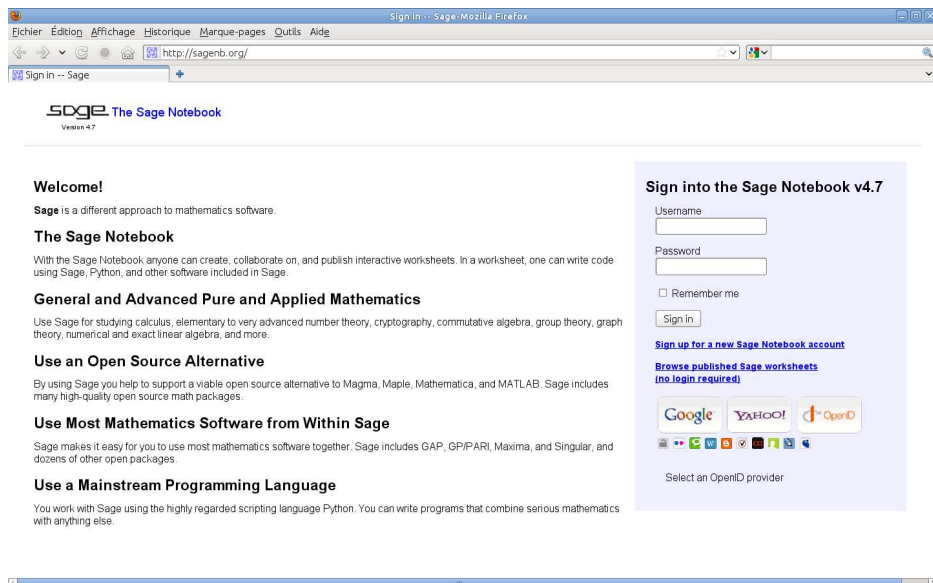 Sign in -- Sage-Mozilla Firefox
Fichier Édition Affichage Historique Marque-pages Outils Aide
http://sagenb.org/
Sign in -- Sage
sage The Sage Notebook
Version 4.7
Welcome!
Sage is a different approach to mathematics software.
The Sage Notebook
With the Sage Notebook anyone can create, collaborate on, and publish interactive worksheets. In a worksheet, one can write code
using Sage, Python, and other software included in Sage.
General and Advanced Pure and Applied Mathematics
Use Sage for studying calculus, elementary to very advanced number theory, cryptography, commutative algebra, group theory, graph
theory, numerical and exact linear algebra, and more.
Use an Open Source Alternative
By using Sage you help to support a viable open source alternative to Magma, Maple, Mathematica, and MATLAB. Sage includes
many high-quality open source math packages.
Use Most Mathematics Software from Within Sage
Sage makes it easy for you to use most mathematics software together. Sage includes GAP, GP/PARI, Maxima, and Singular, and
dozens of other open packages.
Use a Mainstream Programming Language
You work with Sage using the highly regarded scripting language Python. You can write programs that combine serious mathematics
with anything else.
Sign into the Sage Notebook v4.7
Username
Password
Remember me
Sign in
Sign up for a new Sage Notebook account
Browse published Sage worksheets
(no login required)
Google YAHOO! OpenID
Select an OpenID provider